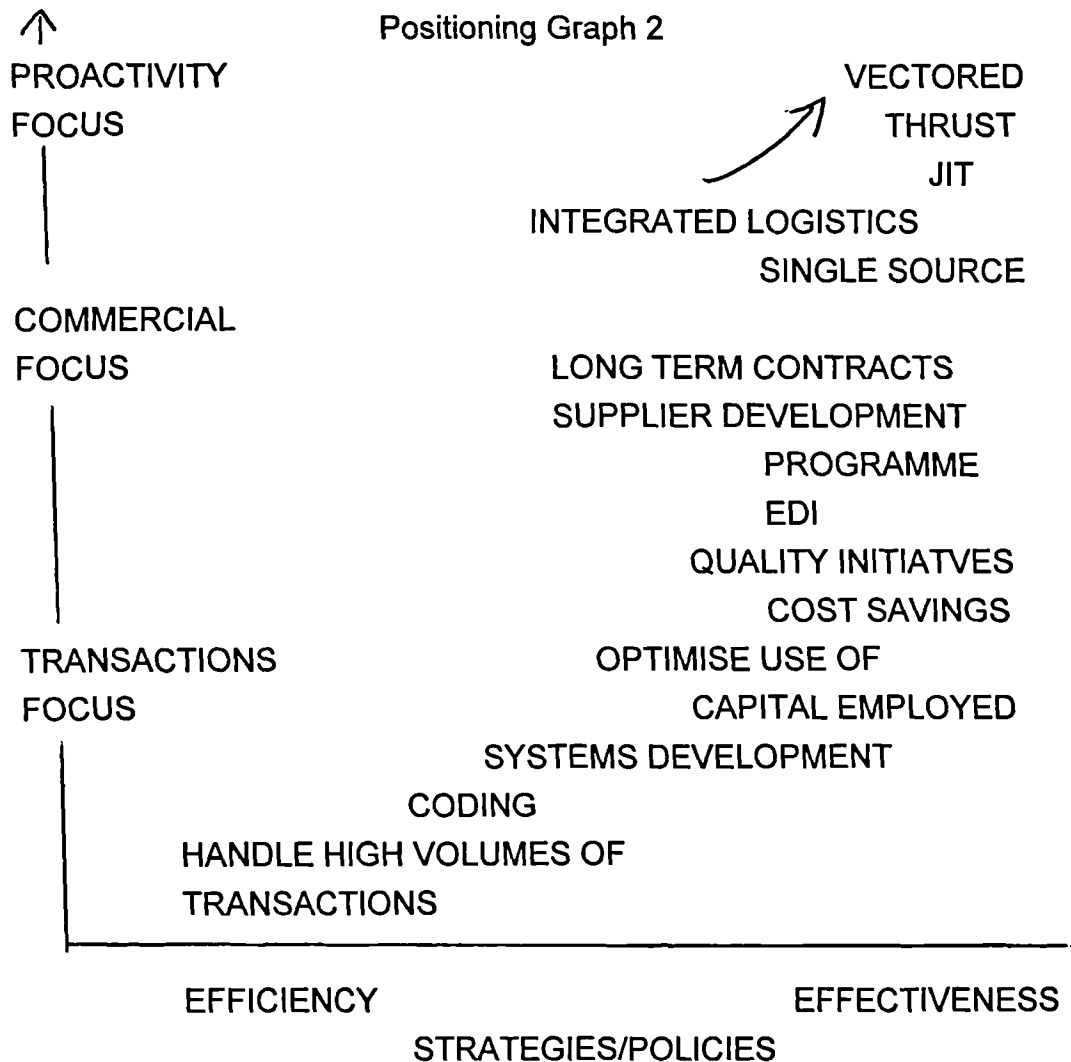 Positioning Graph 2
PROACTIVITY
FOCUS
VECTORED
THRUST
JIT
INTEGRATED LOGISTICS
SINGLE SOURCE
COMMERCIAL
FOCUS
LONG TERM CONTRACTS
SUPPLIER DEVELOPMENT
PROGRAMME
EDI
QUALITY INITIATVES
COST SAVINGS
TRANSACTIONS
FOCUS
OPTIMISE USE OF
CAPITAL EMPLOYED
SYSTEMS DEVELOPMENT
CODING
HANDLE HIGH VOLUMES OF
TRANSACTIONS
EFFICIENCY
EFFECTIVENESS
STRATEGIES/POLICIES